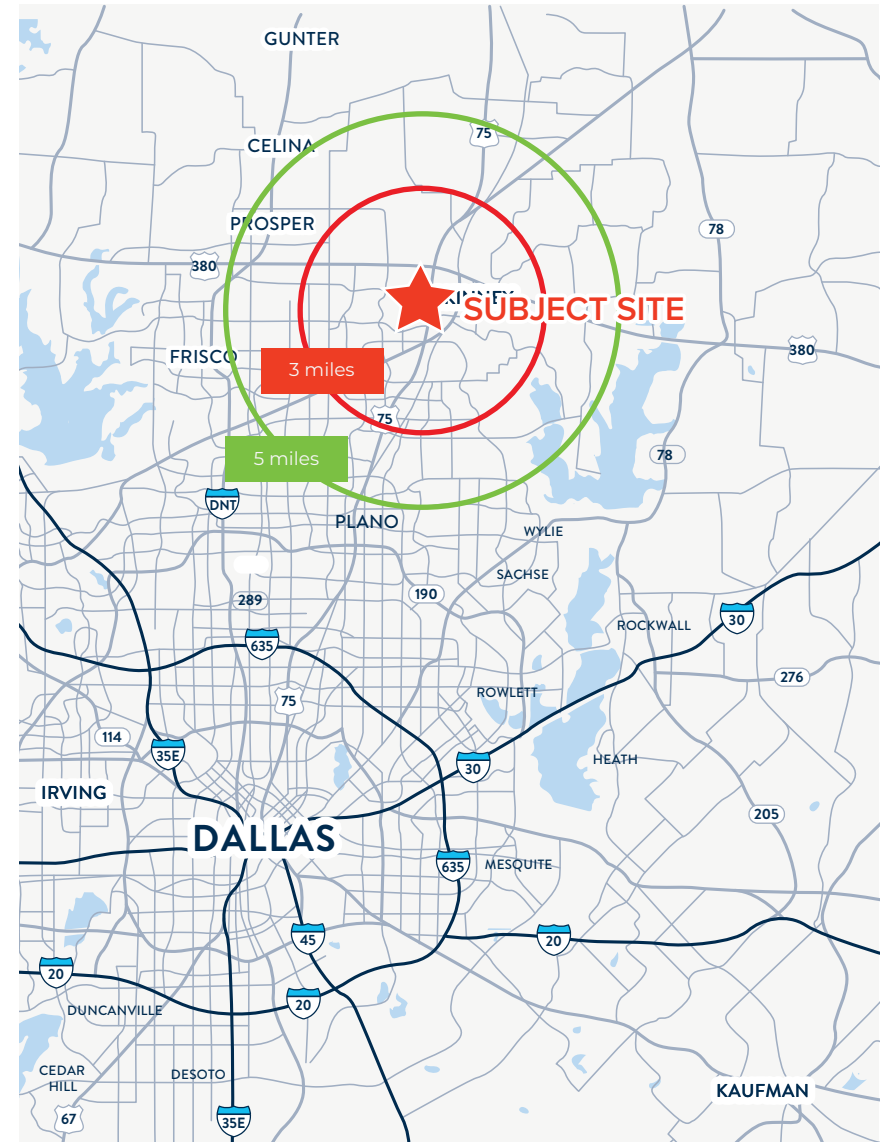 GUNTER
75
CELINA
PROSPER
78
380
KINNEY
SUBJECT SITE
380
FRISCO
3 miles
75
78
5 miles
DNT
PLANO
WYLIE
SACHSE
190
289
30
ROCKWALL
635
276
ROWLETT
75
114
35E
HEATH
30
IRVING
205
DALLAS
635
MESQUITE
45
20
20
20
DUNCANVILLE
CEDAR
HILL
DESOTO
KAUFMAN
67
35E